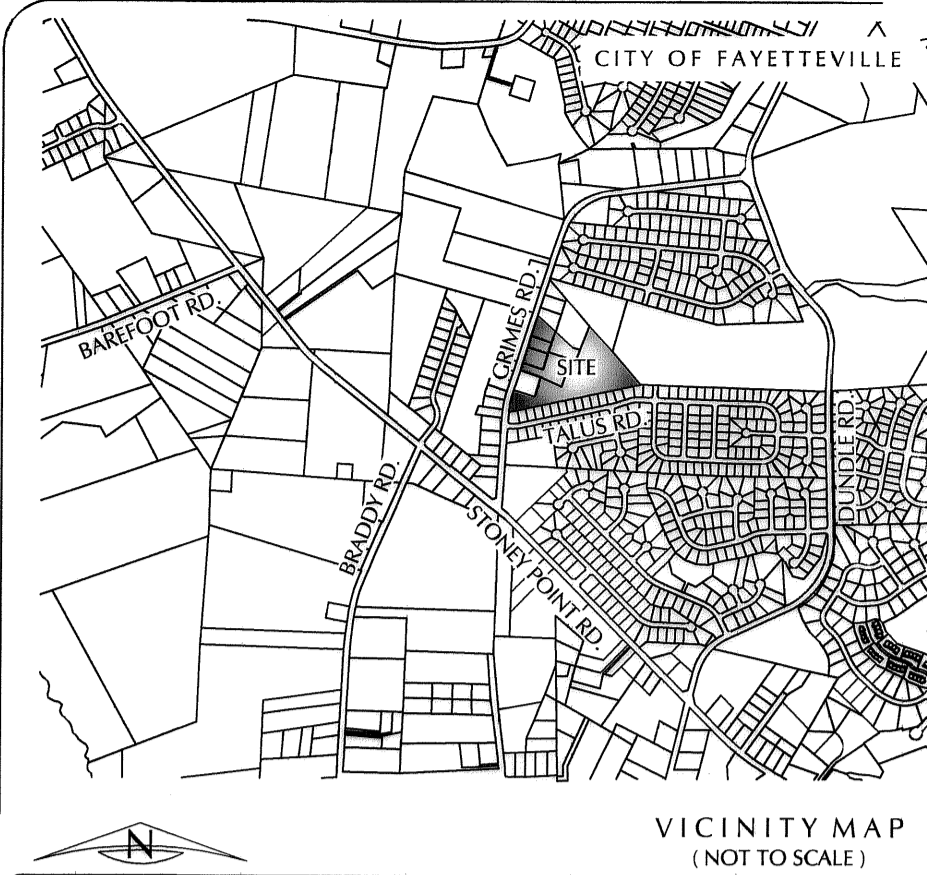 CITY OF FAYETTEVILLE
BAREFOOT RD.
GRIMES RD.
SITE
TALUS RD.
DUNDLE RD.
BRADDY RD.
STONEY POINT RD.
N
VICINITY MAP
(NOT TO SCALE)